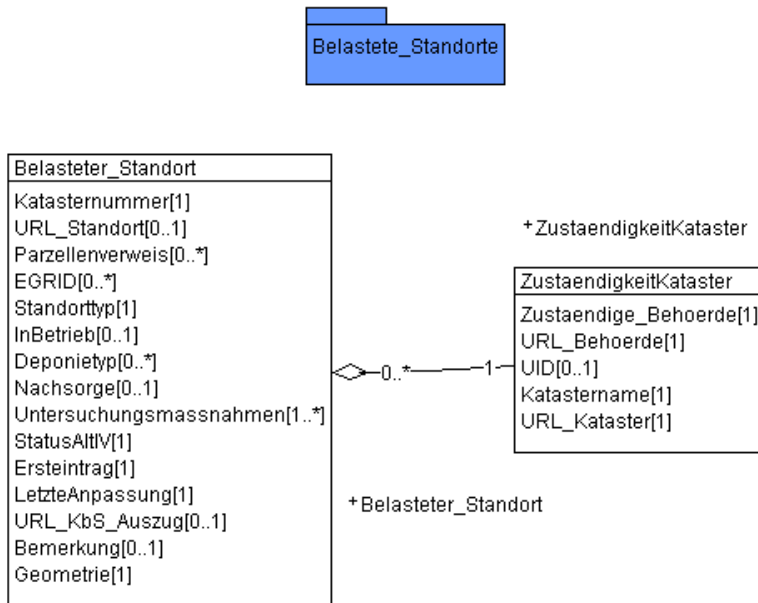 Belastete_Standorte
Belasteter_Standort
Katasternummer[1]
URL_Standort[0..1]
Parzellenverweis[0..*]
EGRID[0..*]
Standorttyp[1]
InBetrieb[0..1]
Deponietyp[0..*]
Nachsorge[0..1]
Untersuchungsmassnahmen[1..*]
StatusAltlV[1]
Ersteintrag[1]
LetzteAnpassung[1]
URL_KbS_Auszug[0..1]
Bemerkung[0..1]
Geometrie[1]
0..*
1
+ZustaendigkeitKataster
ZustaendigkeitKataster
Zustaendige_Behoerde[1]
URL_Behoerde[1]
UID[0..1]
Katastername[1]
URL_Kataster[1]
+Belasteter_Standort